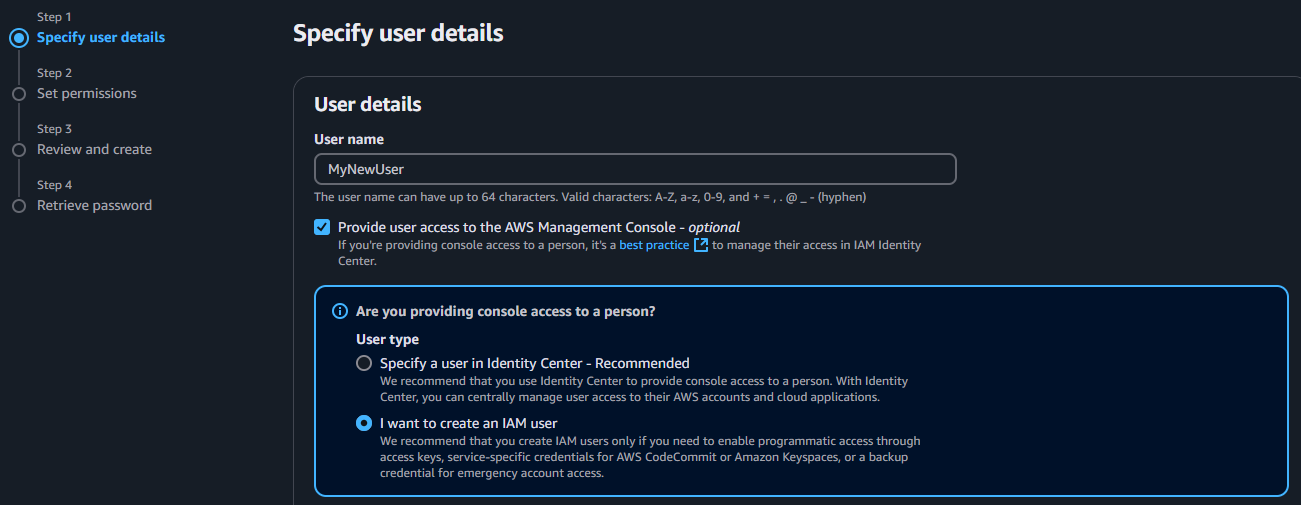 Step 1
Specify user details
Step 2
Set permissions
Step 3
Review and create
Step 4
Retrieve password
Specify user details
User details
User name
MyNewUser
The user name can have up to 64 characters. Valid characters: A-Z, a-z, 0-9, and + = , . @ _ - (hyphen)
Provide user access to the AWS Management Console - optional
If you're providing console access to a person, it's a best practice to manage their access in IAM Identity
Center.
Are you providing console access to a person?
User type
Specify a user in Identity Center - Recommended
We recommend that you use Identity Center to provide console access to a person. With Identity
Center, you can centrally manage user access to their AWS accounts and cloud applications.
I want to create an IAM user
We recommend that you create IAM users only if you need to enable programmatic access through
access keys, service-specific credentials for AWS CodeCommit or Amazon Keyspaces, or a backup
credential for emergency account access.